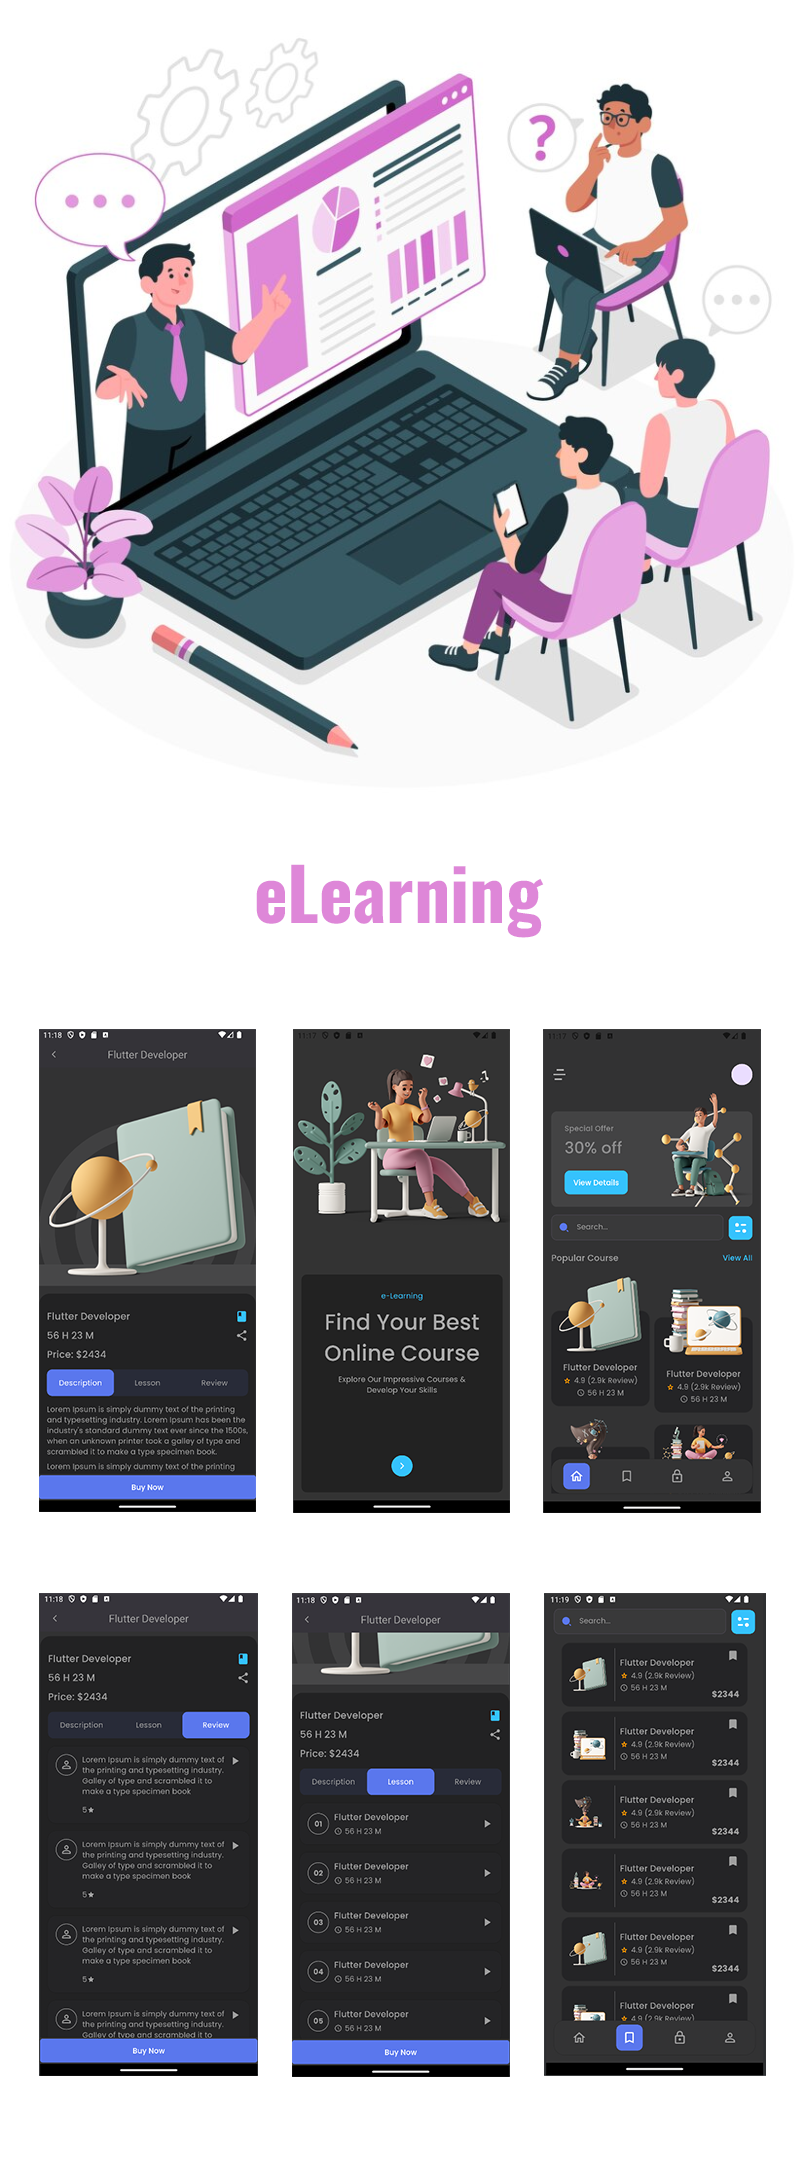 ?
eLearning
11:18
Flutter Developer
Flutter Developer
56 H 23 M
Price: $2434
Description
Lesson
Review
Lorem Ipsum is simply dummy text of the printing
and typesetting industry. Lorem Ipsum has been the
industry's standard dummy text ever since the 1500s,
when an unknown printer took a galley of type and
scrambled it to make a type specimen book.
Lorem Ipsum is simply dummy text of the printing
Buy Now
11:17
e-Learning
Find Your Best
Online Course
Explore Our Impressive Courses &
Develop Your Skills
11:17
Special Offer
30% off
View Details
Search...
Popular Course
View All
Flutter Developer
4.9 (2.9k Review)
56 H 23 M
Flutter Developer
4.9 (2.9k Review)
56 H 23 M
11:18
Flutter Developer
Flutter Developer
56 H 23 M
Price: $2434
Description
Lesson
Review
Lorem Ipsum is simply dummy text of
the printing and typesetting industry.
Galley of type and scrambled it to
make a type specimen book
5★
Lorem Ipsum is simply dummy text of
the printing and typesetting industry.
Galley of type and scrambled it to
make a type specimen book
5★
Lorem Ipsum is simply dummy text of
the printing and typesetting industry.
Galley of type and scrambled it to
make a type specimen book
5★
Lorem Ipsum is simply dummy text of
the printing and typesetting industry.
Galley of type and scrambled it to
Buy Now
11:18
Flutter Developer
Flutter Developer
56 H 23 M
Price: $2434
Description
Lesson
Review
01
Flutter Developer
56 H 23 M
02
Flutter Developer
56 H 23 M
03
Flutter Developer
56 H 23 M
04
Flutter Developer
56 H 23 M
05
Flutter Developer
56 H 23 M
Buy Now
11:19
Search...
Flutter Developer
4.9 (2.9k Review)
56 H 23 M
$2344
Flutter Developer
4.9 (2.9k Review)
56 H 23 M
$2344
Flutter Developer
4.9 (2.9k Review)
56 H 23 M
$2344
Flutter Developer
4.9 (2.9k Review)
56 H 23 M
$2344
Flutter Developer
4.9 (2.9k Review)
56 H 23 M
$2344
Flutter Developer
4.9 (2.9k Review)